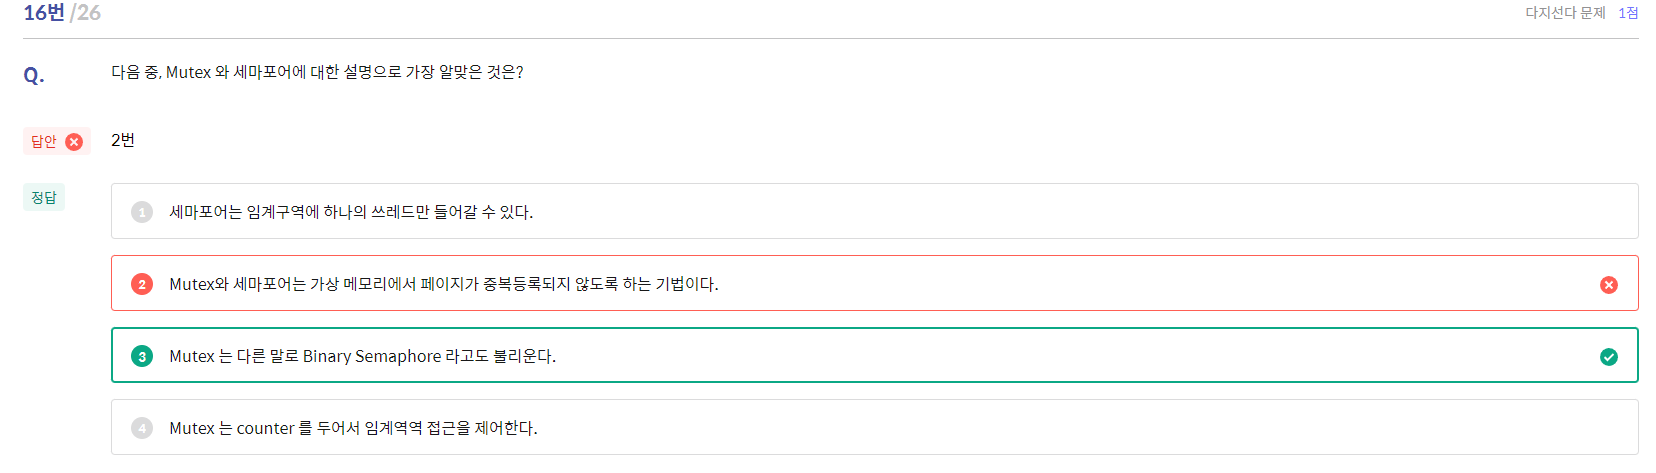 16번 /26
다지선다 문제 1점
Q. 다음 중, Mutex 와 세마포어에 대한 설명으로 가장 알맞은 것은?
답안 2번
정답
1 세마포어는 임계구역에 하나의 쓰레드만 들어갈 수 있다.
2 Mutex와 세마포어는 가상 메모리에서 페이지가 중복등록되지 않도록 하는 기법이다.
3 Mutex 는 다른 말로 Binary Semaphore 라고도 불리운다.
4 Mutex 는 counter 를 두어서 임계역역 접근을 제어한다.